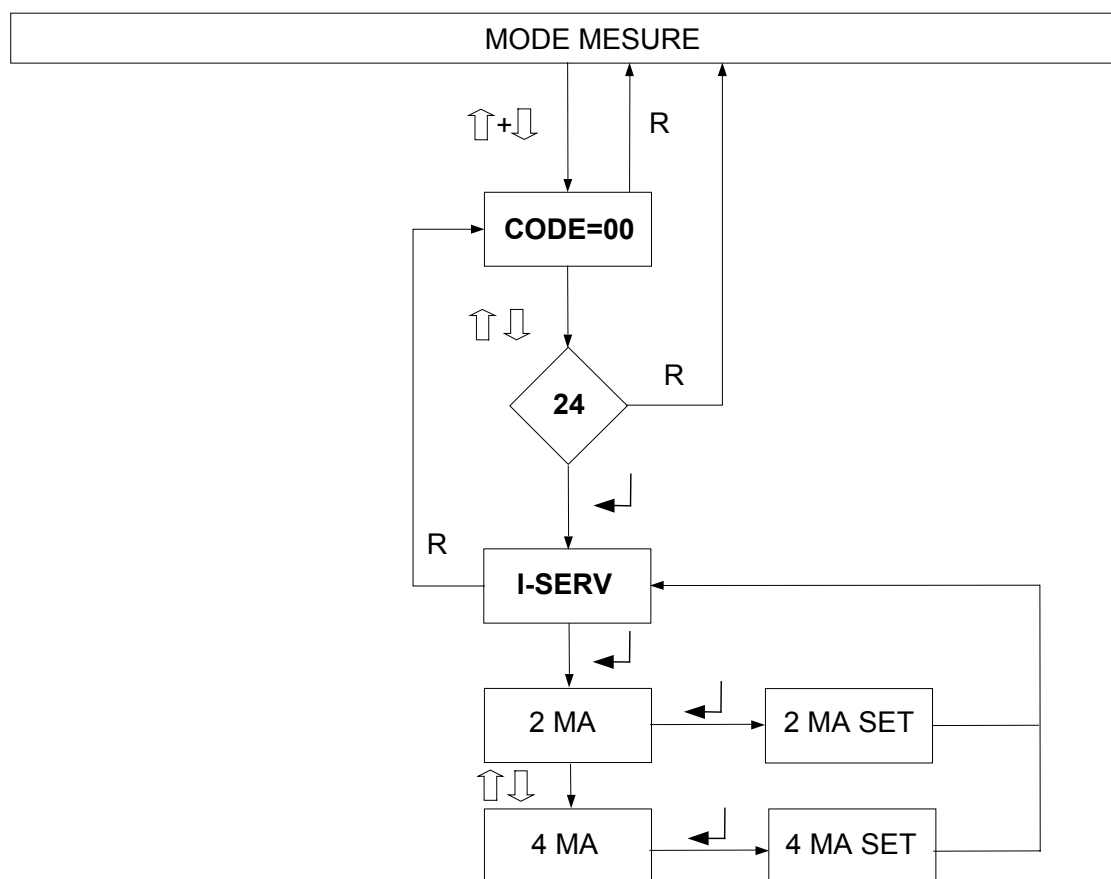 MODE MESURE
⇧+⇩
R
CODE=00
⇧⇩
R
24
R
I-SERV
2 MA
2 MA SET
⇧⇩
4 MA
4 MA SET